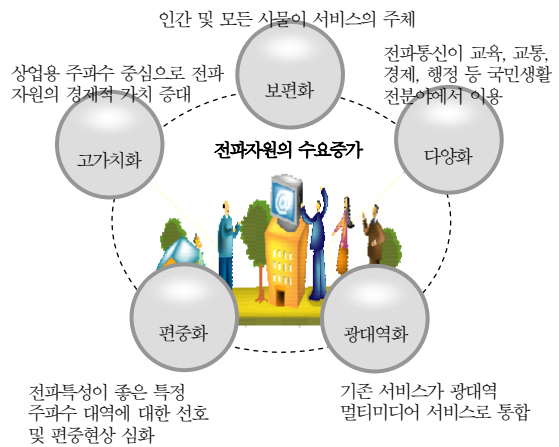 인간 및 모든 사물이 서비스의 주체
보편화
전파통신이 교육, 교통,
경제, 행정 등 국민생활
전분야에서 이용
다양화
상업용 주파수 중심으로 전파
자원의 경제적 가치 증대
고가치화
전파자원의 수요증가
@
편중화
전파특성이 좋은 특정
주파수 대역에 대한 선호
및 편중현상 심화
광대역화
기존 서비스가 광대역
멀티미디어 서비스로 통합